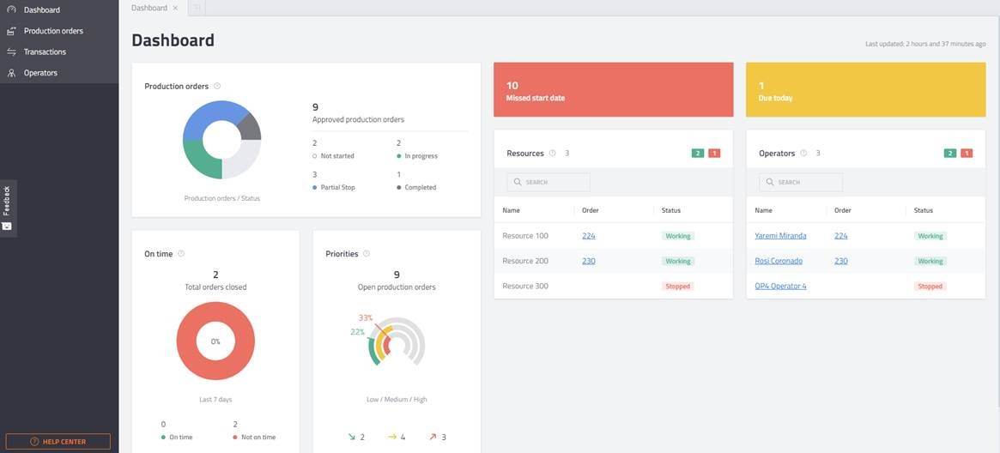 Dashboard
Production orders
Transactions
Operators
Feedback
HELP CENTER
Dashboard
Dashboard
Last updated: 2 hours and 37 minutes ago
Production orders
9
Approved production orders
2
Not started
2
In progress
3
Partial Stop
1
Completed
Production orders / Status
10
Missed start date
1
Due today
On time
2
Total orders closed
0%
Last 7 days
0
On time
2
Not on time
Priorities
9
Open production orders
33%
22%
Low / Medium / High
2 4 3
Resources 3 2 1
SEARCH
Name Order Status
Resource 100 224 Working
Resource 200 230 Working
Resource 300 Stopped
Operators 3 2 1
SEARCH
Name Order Status
Yaremi Miranda 224 Working
Rosi Coronado 230 Working
OP4 Operator 4 Stopped